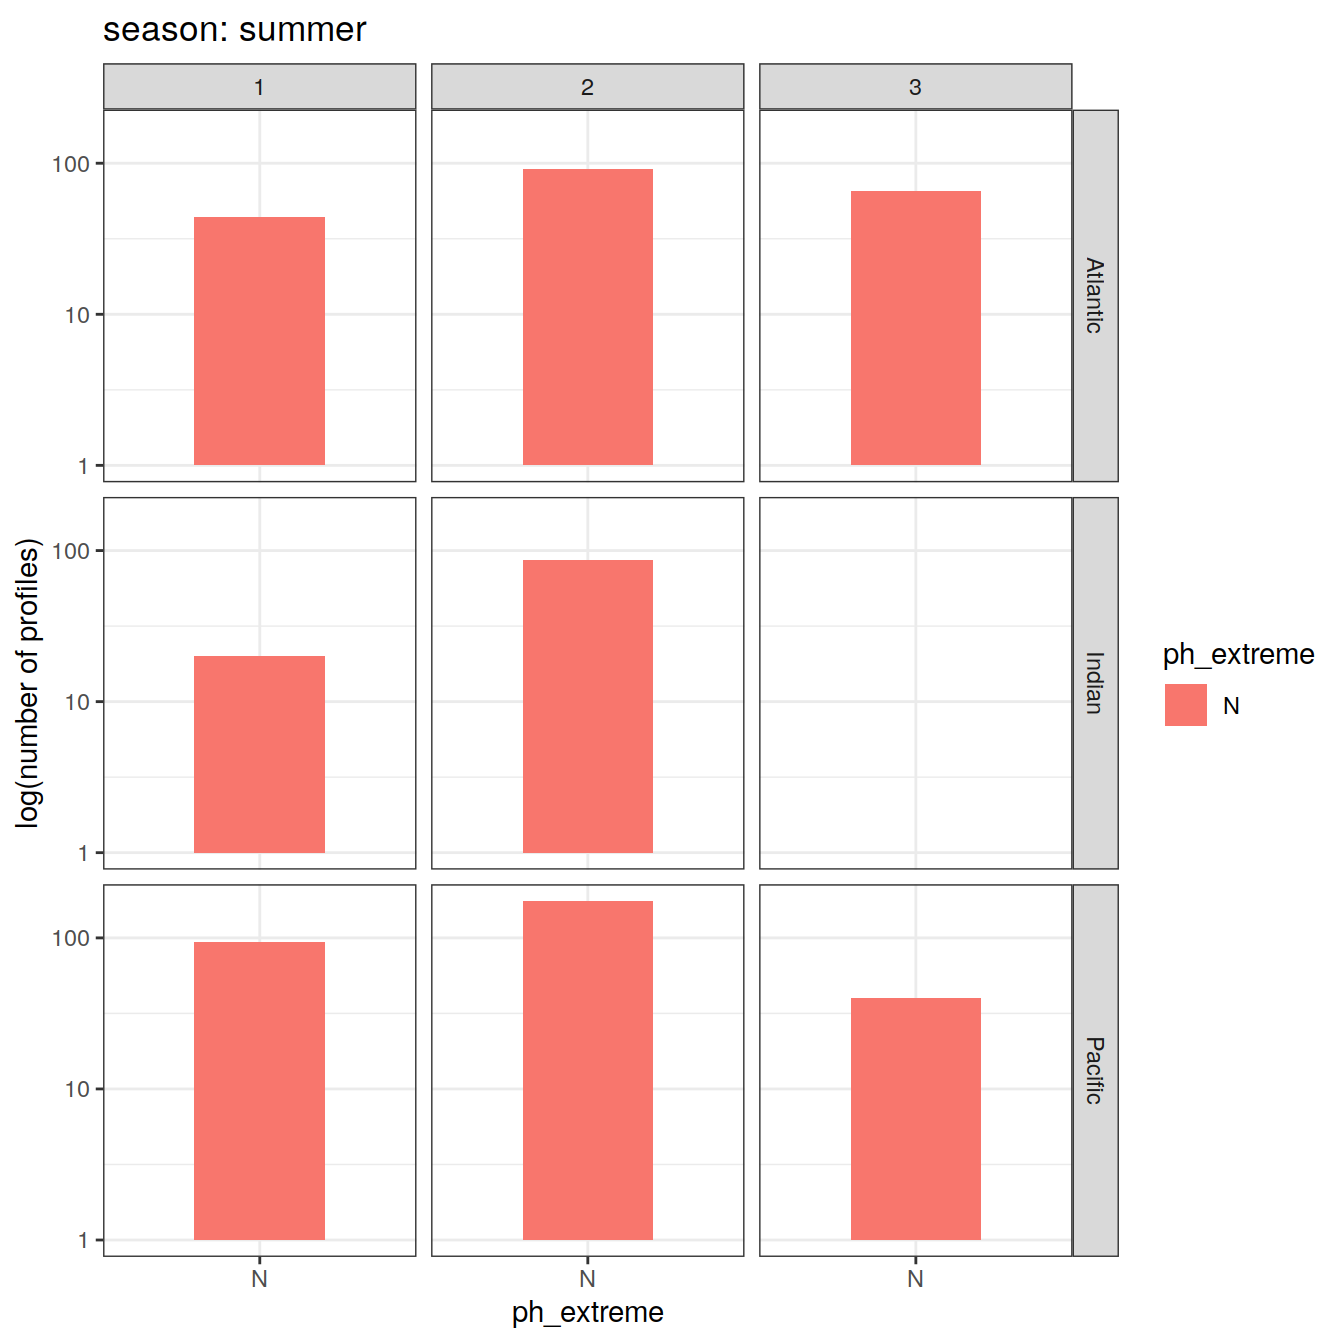 season: summer
1 2 3
100
10
1
Atlantic
100
10
1
Indian
100
10
1
Pacific
N N N
ph_extreme
log(number of profiles)
ph_extreme
N